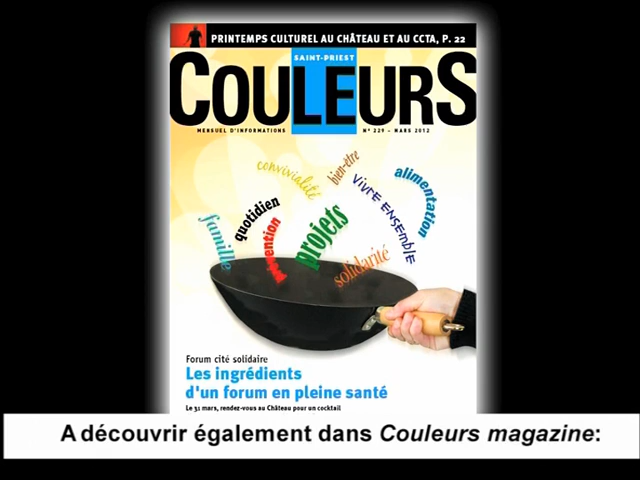 PRINTEMPS CULTUREL AU CHÂTEAU ET AU CCTA, P. 22
SAINT-PRIEST
COULEURS
MENSUEL D'INFORMATIONS N° 229 - MARS 2012
convivialité
bien-être
alimentation
vivre ensemble
quotidien
famille
prévention
projets
solidarité
Forum cité solidaire
Les ingrédients
d'un forum en pleine santé
Le 31 mars, rendez-vous au Château pour un cocktail
A découvrir également dans Couleurs magazine: